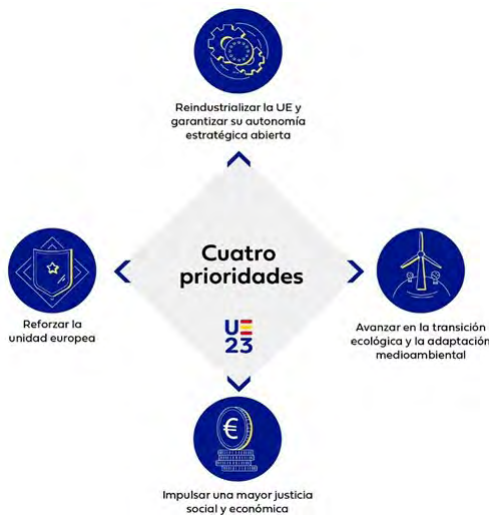 Reindustrializar la UE y
garantizar su autonomía
estratégica abierta
Cuatro
prioridades
UE
23
Reforzar la
unidad europea
Avanzar en la transición
ecológica y la adaptación
medioambiental
€
Impulsar una mayor justicia
social y económica